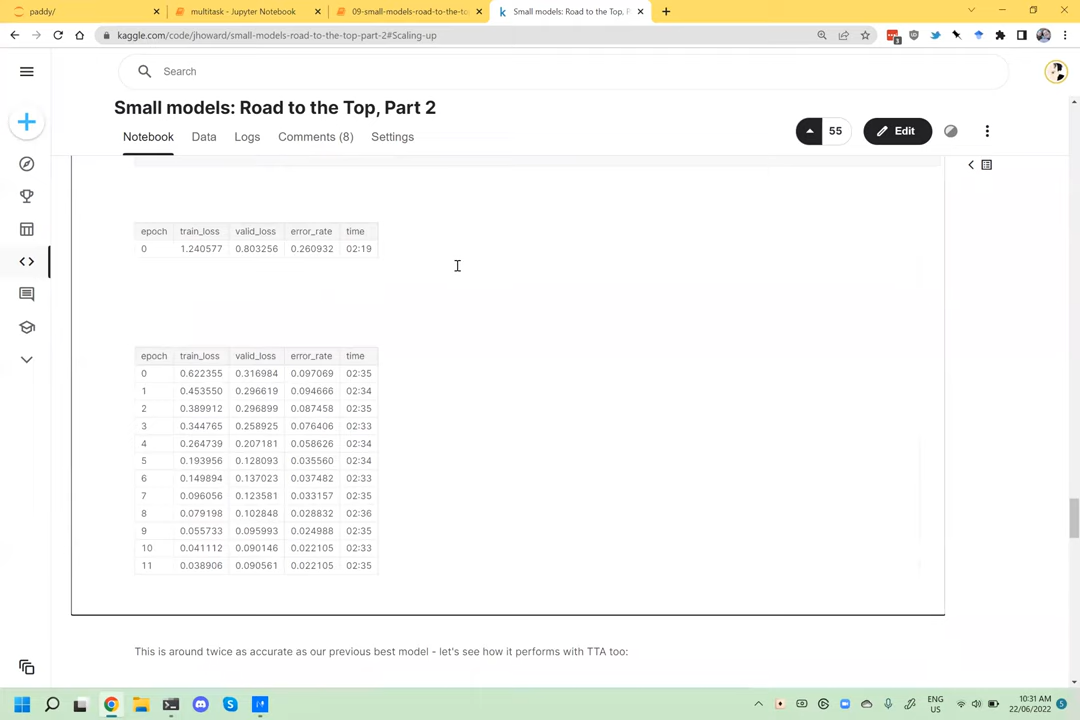 paddy/
multitask - Jupyter Notebook
09-small-models-road-to-the-to
Small models: Road to the Top, P
kaggle.com/code/jhoward/small-models-road-to-the-top-part-2#Scaling-up
Search
Small models: Road to the Top, Part 2
Notebook Data Logs Comments (8) Settings
55
Edit
epoch train_loss valid_loss error_rate time
0 1.240577 0.803256 0.260932 02:19
epoch train_loss valid_loss error_rate time
0 0.622355 0.316984 0.097069 02:35
1 0.453550 0.296619 0.094666 02:34
2 0.389912 0.296899 0.087458 02:35
3 0.344765 0.258925 0.076406 02:33
4 0.264739 0.207181 0.058626 02:34
5 0.193956 0.128093 0.035560 02:34
6 0.149894 0.137023 0.037482 02:33
7 0.096056 0.123581 0.033157 02:35
8 0.079198 0.102848 0.028832 02:36
9 0.055733 0.095993 0.024988 02:35
10 0.041112 0.090146 0.022105 02:33
11 0.038906 0.090561 0.022105 02:35
This is around twice as accurate as our previous best model - let's see how it performs with TTA too:
ENG
US
10:31 AM
22/06/2022
5